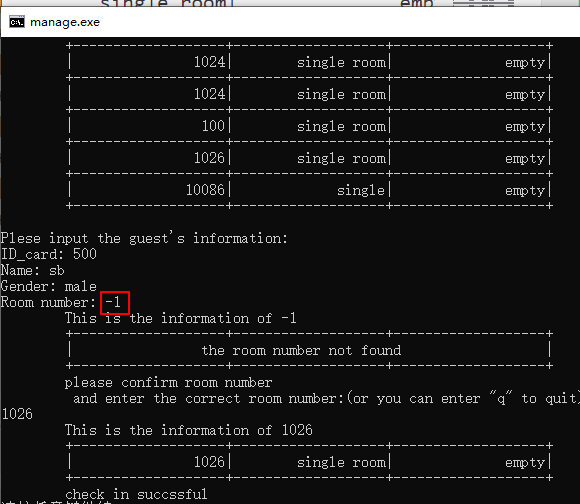 single room|
emp
manage.exe
| 1024| single room| empty|
| 1024| single room| empty|
| 100| single room| empty|
| 1026| single room| empty|
| 10086| single| empty|
Plese input the guest's information:
ID_card: 500
Name: sb
Gender: male
Room number: -1
This is the information of -1
| the room number not found |
please confirm room number
and enter the correct room number:(or you can enter "q" to quit)
1026
This is the information of 1026
| 1026| single room| empty|
check in succssful